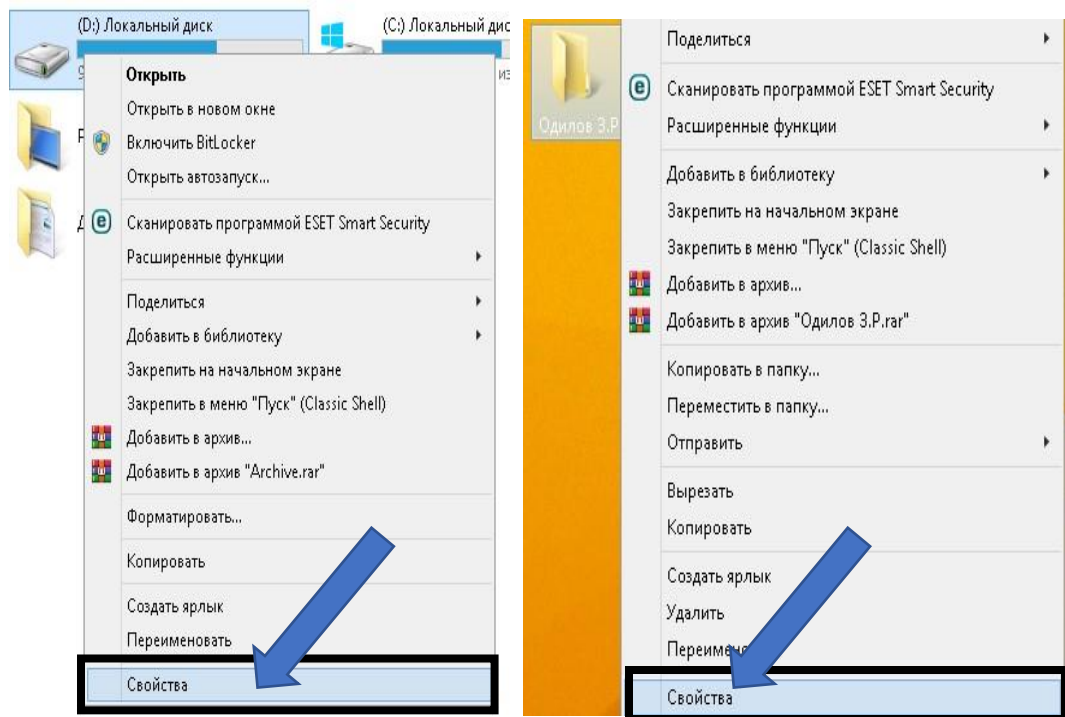 (D:) Локальный диск
(C:) Локальный дис
из
Открыть
Открыть в новом окне
Включить BitLocker
Открыть автозапуск...
Сканировать программой ESET Smart Security
Расширенные функции
Поделиться
Добавить в библиотеку
Закрепить на начальном экране
Закрепить в меню "Пуск" (Classic Shell)
Добавить в архив...
Добавить в архив "Archive.rar"
Форматировать...
Копировать
Создать ярлык
Переименовать
Свойства
Одилов З.Р
Поделиться
Сканировать программой ESET Smart Security
Расширенные функции
Добавить в библиотеку
Закрепить на начальном экране
Закрепить в меню "Пуск" (Classic Shell)
Добавить в архив...
Добавить в архив "Одилов З.Р.rar"
Копировать в папку...
Переместить в папку...
Отправить
Вырезать
Копировать
Создать ярлык
Удалить
Свойства